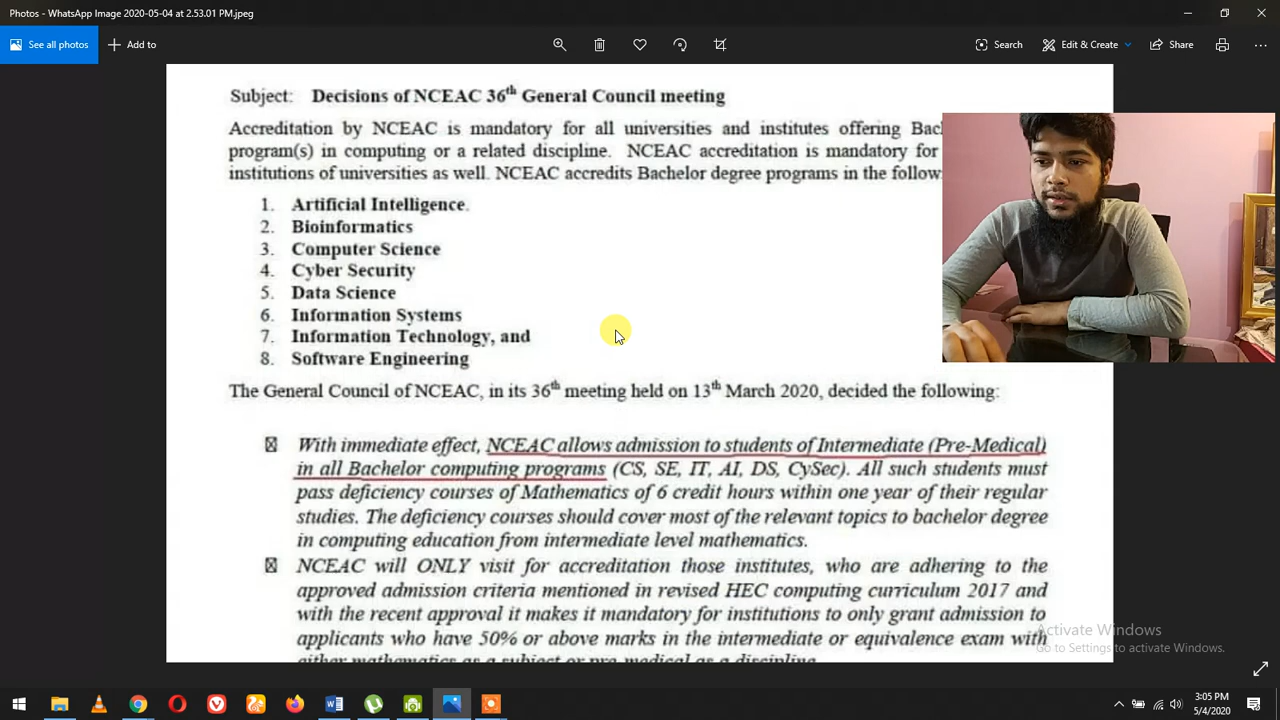 Photos - WhatsApp Image 2020-05-04 at 2.53.01 PM.jpeg
See all photos
Add to
Search
Edit & Create
Share
Subject: Decisions of NCEAC 36th General Council meeting
Accreditation by NCEAC is mandatory for all universities and institutes offering
program(s) in computing or a related discipline. NCEAC accreditation is mandatory for
institutions of universities as well. NCEAC accredits Bachelor degree programs in the
1. Artificial Intelligence.
2. Bioinformatics
3. Computer Science
4. Cyber Security
5. Data Science
6. Information Systems
7. Information Technology, and
8. Software Engineering
The General Council of NCEAC, in its 36th meeting held on 13th March 2020, decided the following:
With immediate effect, NCEAC allows admission to students of Intermediate (Pre-Medical)
in all Bachelor computing programs (CS, SE, IT, AI, DS, CySec). All such students must
pass deficiency courses of Mathematics of 6 credit hours within one year of their regular
studies. The deficiency courses should cover most of the relevant topics to bachelor degree
in computing education from intermediate level mathematics.
NCEAC will ONLY visit for accreditation those institutes, who are adhering to the
approved admission criteria mentioned in revised HEC computing curriculum 2017 and
with the recent approval it makes it mandatory for institutions to only grant admission to
applicants who have 50% or above marks in the intermediate or equivalence exam with
either mathematics as a subject or pre-medical as a discipline.
Activate Windows
Go to Settings to activate Windows.
3:05 PM
5/4/2020